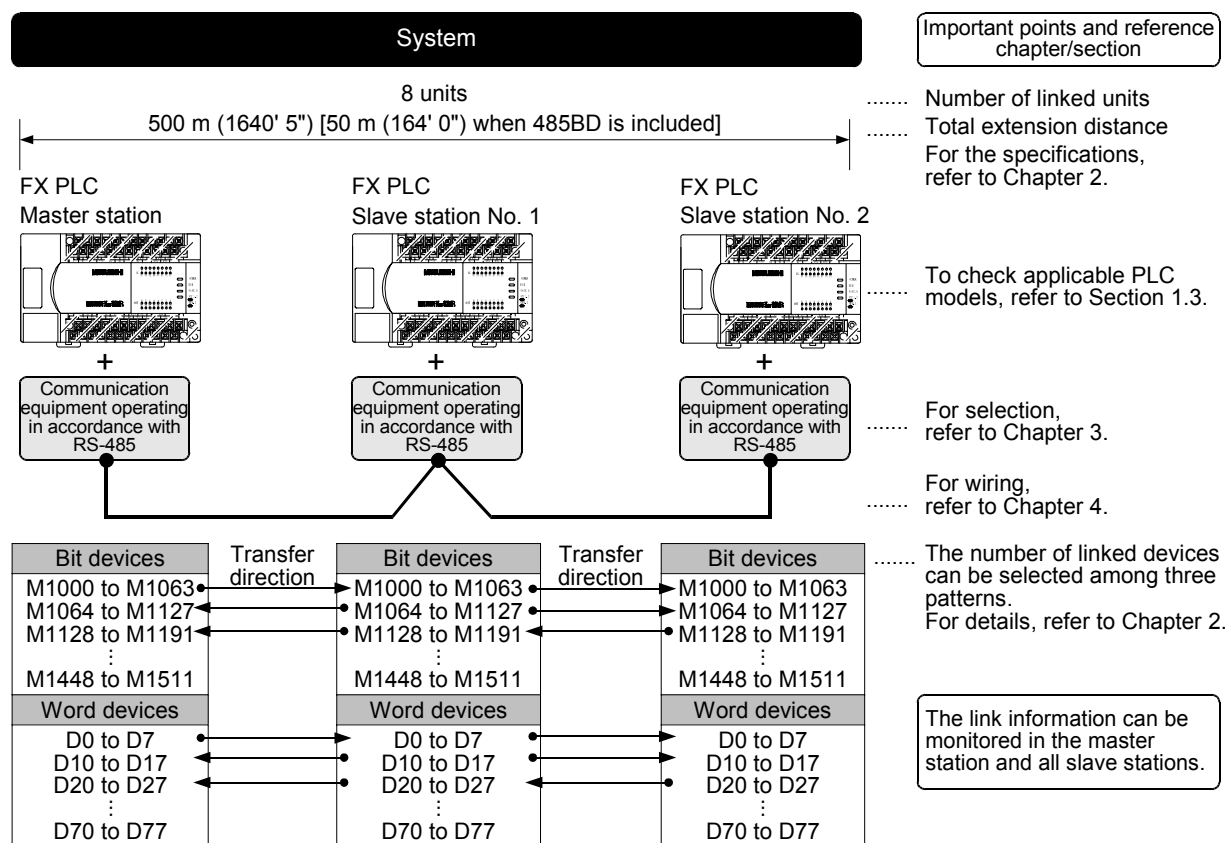 System
Important points and reference
chapter/section
8 units
500 m (1640' 5") [50 m (164' 0") when 485BD is included]
....... Number of linked units
....... Total extension distance
For the specifications,
refer to Chapter 2.
FX PLC
Master station
FX PLC
Slave station No. 1
FX PLC
Slave station No. 2
....... To check applicable PLC
models, refer to Section 1.3.
+
+
+
Communication
equipment operating
in accordance with
RS-485
Communication
equipment operating
in accordance with
RS-485
Communication
equipment operating
in accordance with
RS-485
....... For selection,
refer to Chapter 3.
....... For wiring,
refer to Chapter 4.
Bit devices
M1000 to M1063
M1064 to M1127
M1128 to M1191
⋮
M1448 to M1511
Word devices
D0 to D7
D10 to D17
D20 to D27
⋮
D70 to D77
Transfer
direction
Bit devices
M1000 to M1063
M1064 to M1127
M1128 to M1191
⋮
M1448 to M1511
Word devices
D0 to D7
D10 to D17
D20 to D27
⋮
D70 to D77
Transfer
direction
Bit devices
M1000 to M1063
M1064 to M1127
M1128 to M1191
⋮
M1448 to M1511
Word devices
D0 to D7
D10 to D17
D20 to D27
⋮
D70 to D77
....... The number of linked devices
can be selected among three
patterns.
For details, refer to Chapter 2.
The link information can be
monitored in the master
station and all slave stations.